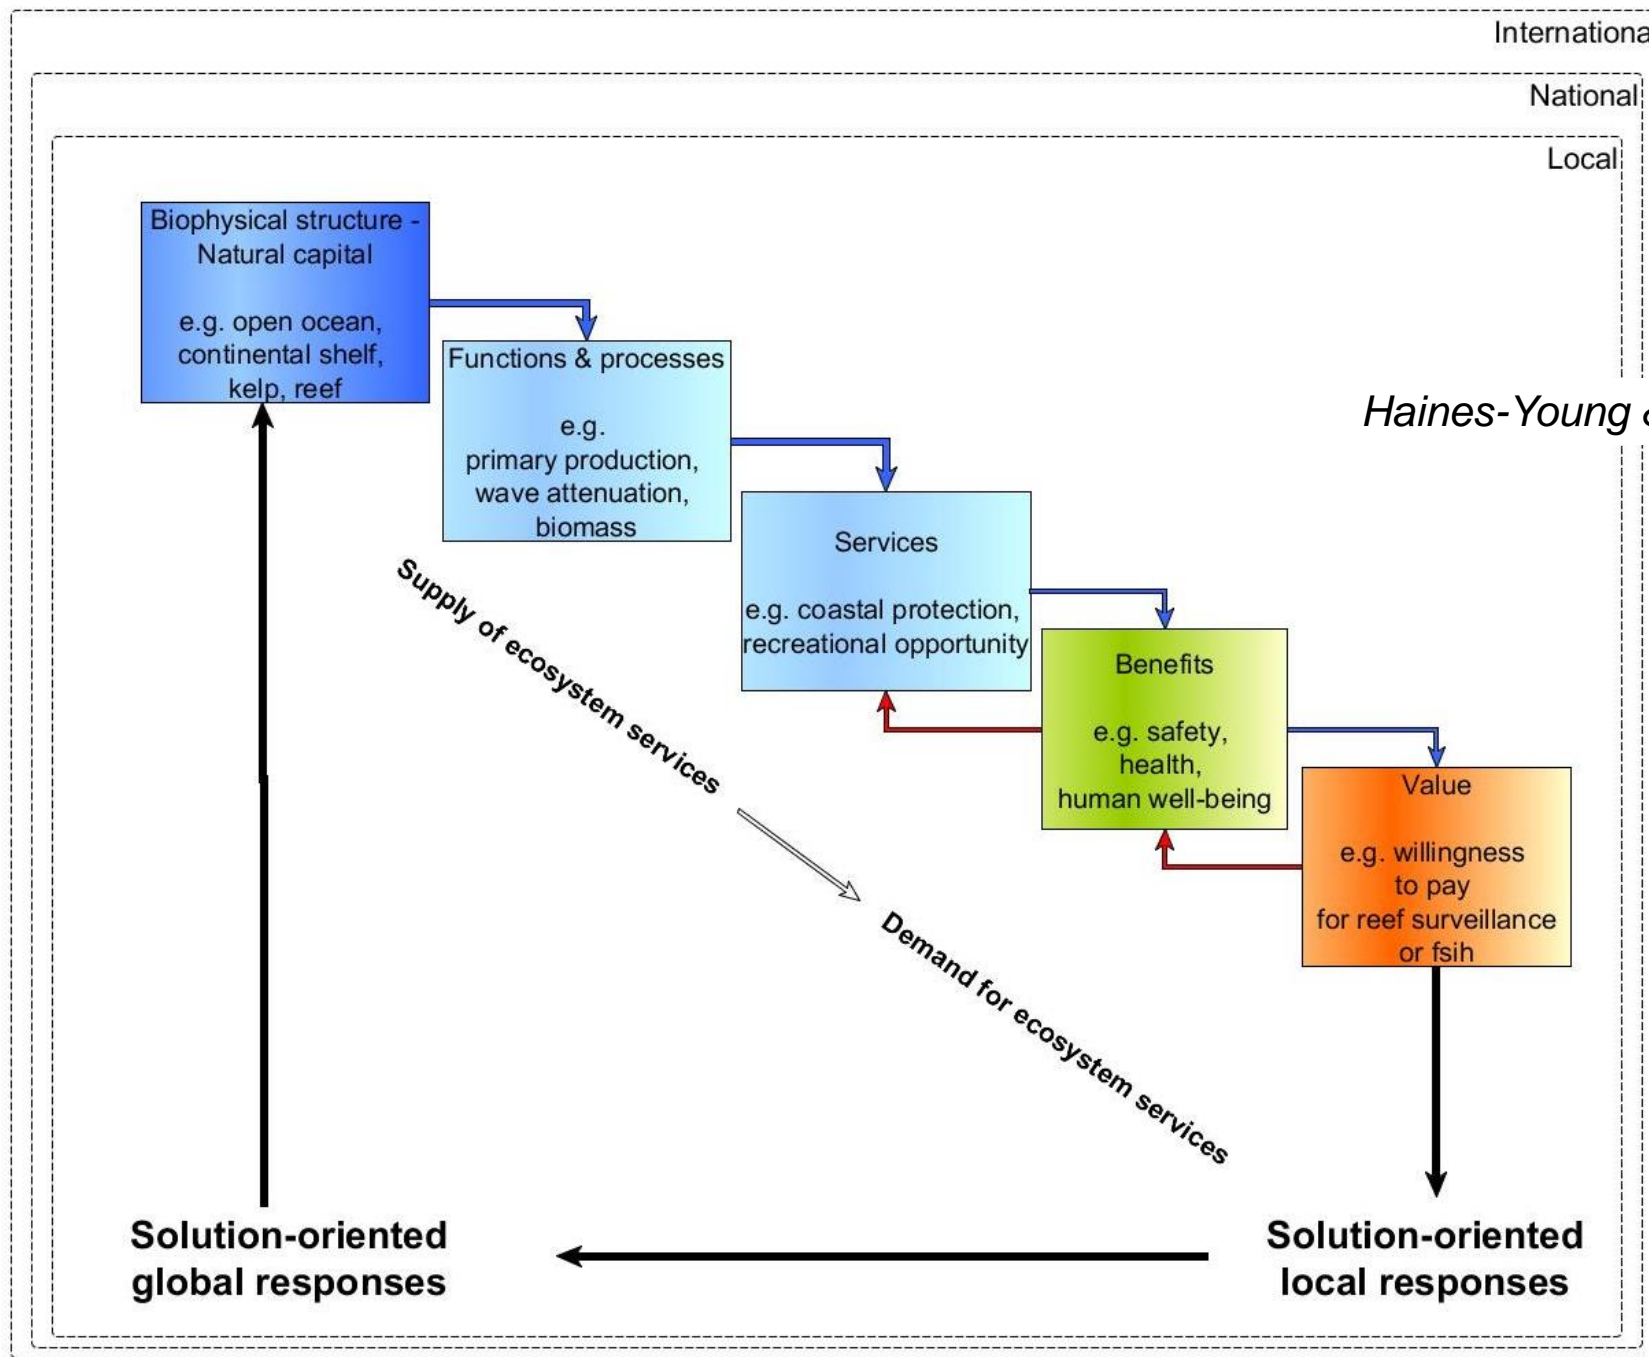 Internationa
National
Local
Biophysical structure -
Natural capital
e.g. open ocean,
continental shelf,
kelp, reef
Functions & processes
e.g.
primary production,
wave attenuation,
biomass
Haines-Young &
Services
e.g. coastal protection,
recreational opportunity
Benefits
e.g. safety,
health,
human well-being
Value
e.g. willingness
to pay
for reef surveillance
or fsih
Supply of ecosystem services
Demand for ecosystem services
Solution-oriented
global responses
Solution-oriented
local responses